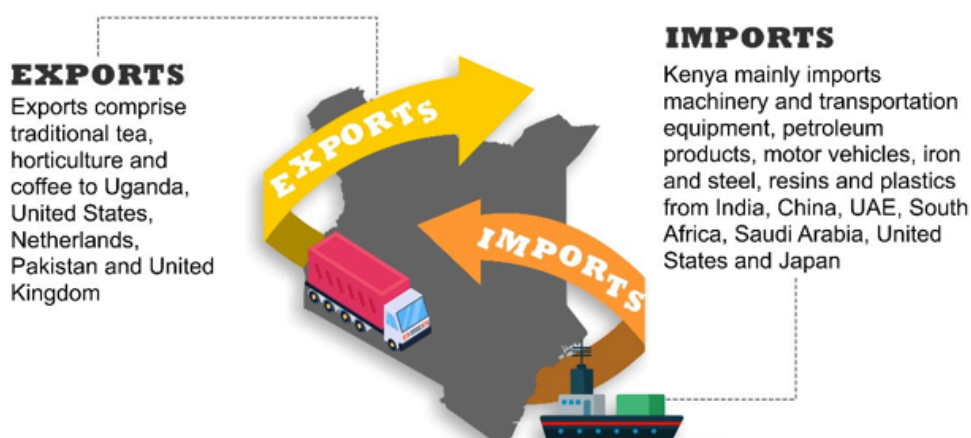 EXPORTS
Exports comprise
traditional tea,
horticulture and
coffee to Uganda,
United States,
Netherlands,
Pakistan and United
Kingdom
EXPORTS
IMPORTS
IMPORTS
Kenya mainly imports
machinery and transportation
equipment, petroleum
products, motor vehicles, iron
and steel, resins and plastics
from India, China, UAE, South
Africa, Saudi Arabia, United
States and Japan